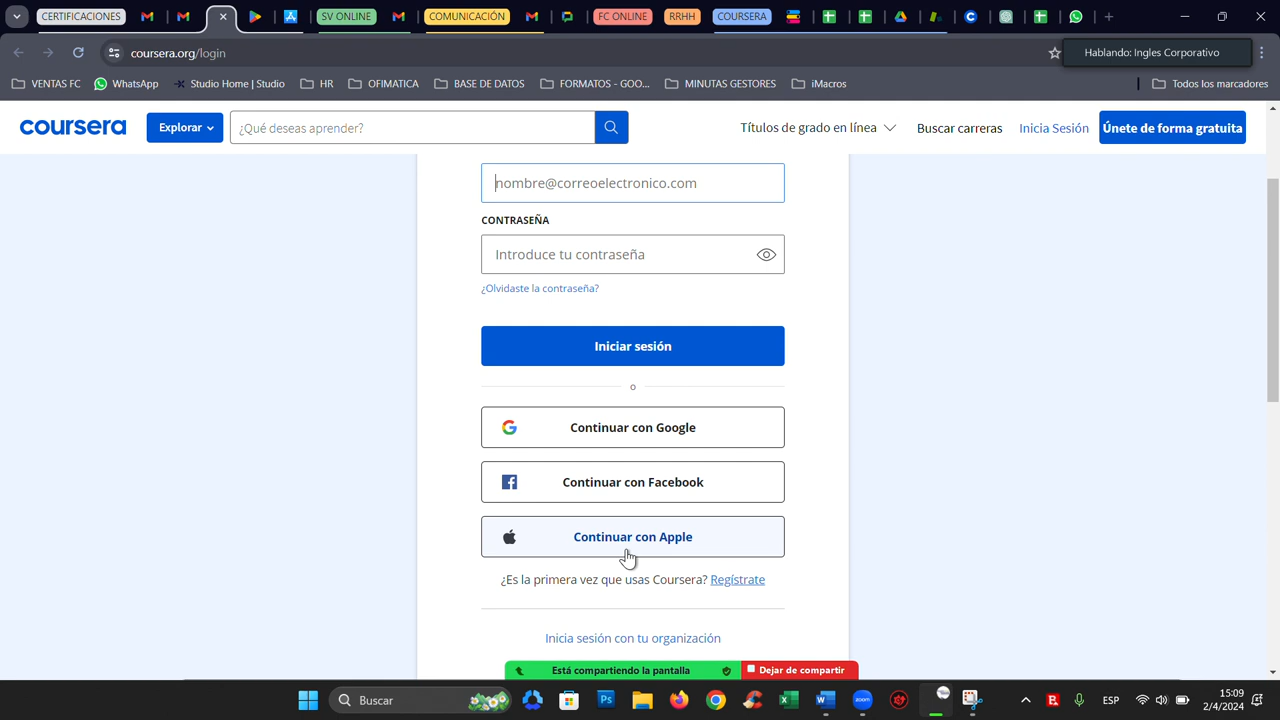 CERTIFICACIONES
SV ONLINE
COMUNICACIÓN
FC ONLINE
RRHH
COURSERA
coursera.org/login
Hablando: Ingles Corporativo
VENTAS FC
WhatsApp
Studio Home | Studio
HR
OFIMATICA
BASE DE DATOS
FORMATOS - GOO...
MINUTAS GESTORES
iMacros
Todos los marcadores
coursera
Explorar
¿Qué deseas aprender?
Títulos de grado en línea
Buscar carreras
Inicia Sesión
Únete de forma gratuita
nombre@correoelectronico.com
CONTRASEÑA
Introduce tu contraseña
¿Olvidaste la contraseña?
Iniciar sesión
o
Continuar con Google
Continuar con Facebook
Continuar con Apple
¿Es la primera vez que usas Coursera? Regístrate
Inicia sesión con tu organización
Está compartiendo la pantalla
Dejar de compartir
Buscar
ESP
15:09
2/4/2024